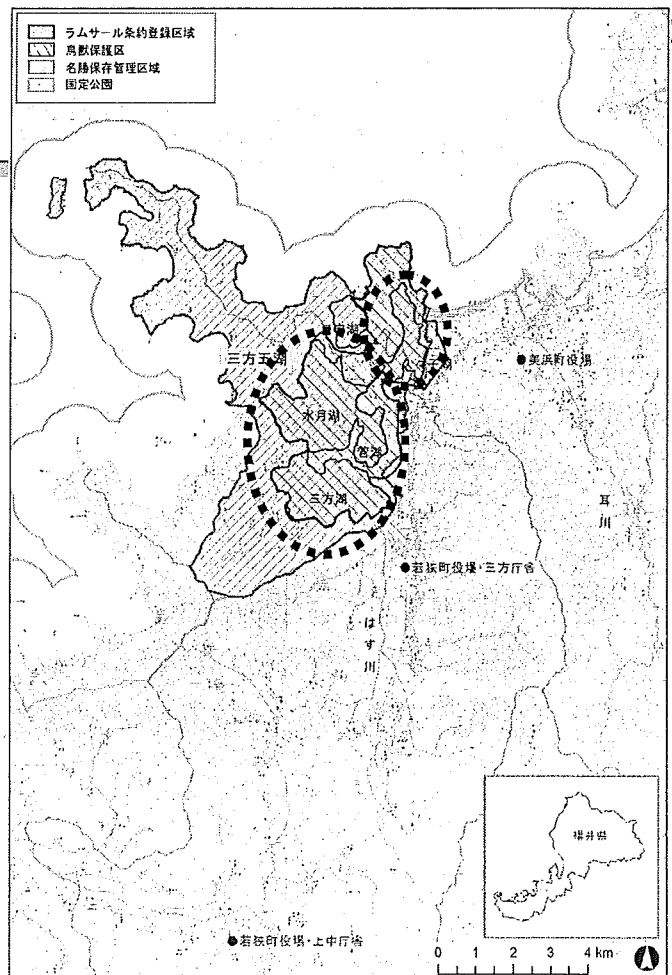 ラムサール条約登録区域
鳥獣保護区
名勝保存管理区域
国定公園
三方五湖
美浜町役場
水月湖
菅湖
三方湖
耳川
若狭町役場・三方庁舎
はす川
福井県
若狭町役場・上中庁舎
0 1 2 3 4 km